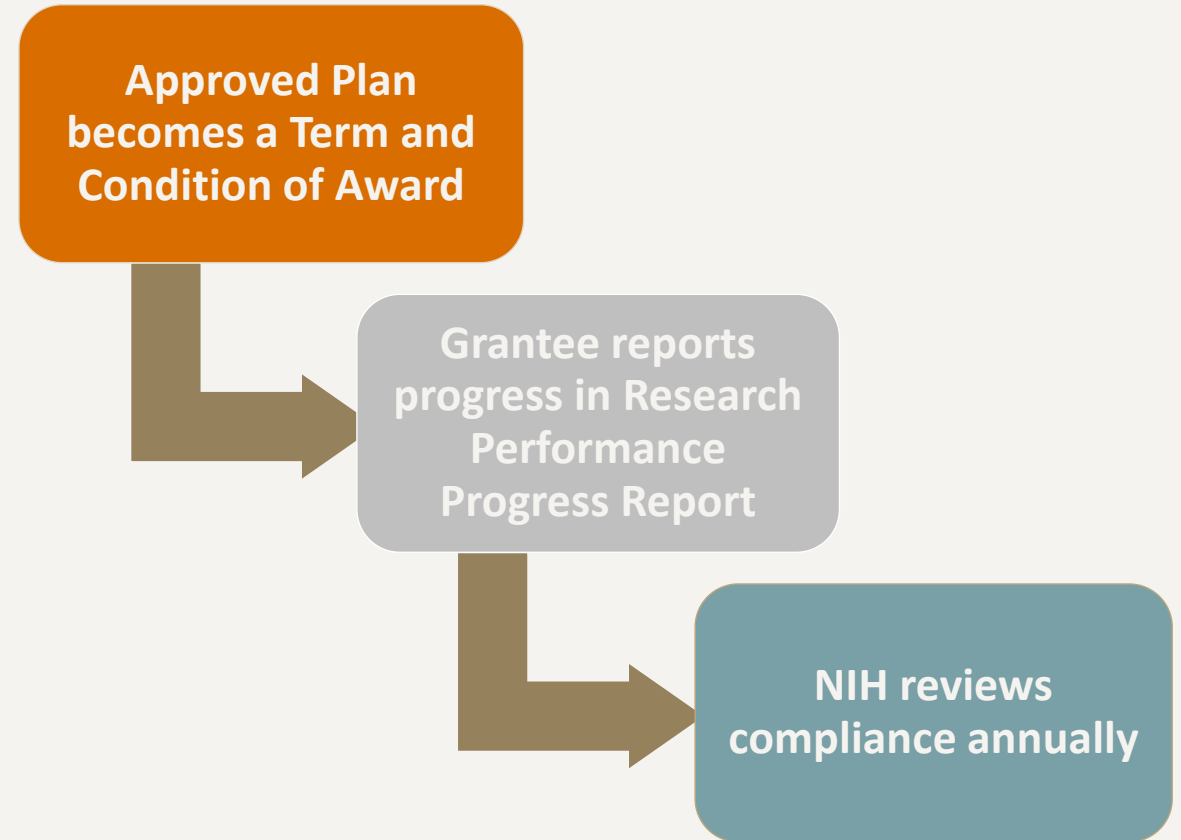 Approved Plan
becomes a Term and
Condition of Award
Grantee reports
progress in Research
Performance
Progress Report
NIH reviews
compliance annually